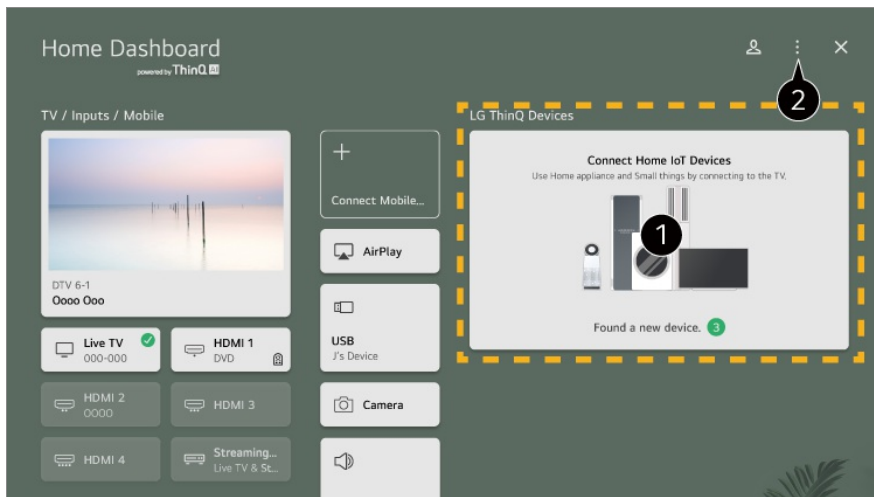 Home Dashboard
powered by ThinQ AI
2
TV / Inputs / Mobile
LG ThinQ Devices
DTV 6-1
Oooo Ooo
Live TV
000-000
HDMI 1
DVD
HDMI 2
0000
HDMI 3
HDMI 4
Streaming...
Live TV & St...
Connect Mobile...
AirPlay
USB
J's Device
Camera
Connect Home IoT Devices
Use Home appliance and Small things by connecting to the TV.
1
Found a new device. 3